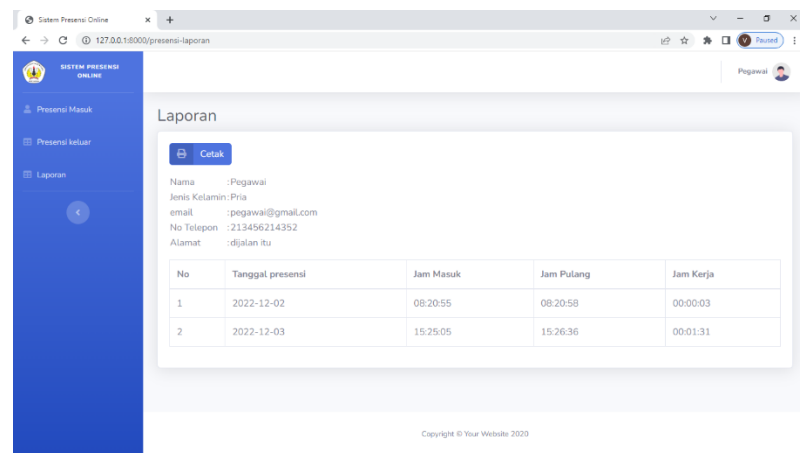 Sistem Presensi Online
127.0.0.1:8000/presensi-laporan
V Paused
SISTEM PRESENSI
ONLINE
Pegawai
Presensi Masuk
Presensi keluar
Laporan
Laporan
Cetak
Nama :Pegawai
Jenis Kelamin:Pria
email :pegawai@gmail.com
No Telepon :213456214352
Alamat :dijalan itu
No Tanggal presensi Jam Masuk Jam Pulang Jam Kerja
1 2022-12-02 08:20:55 08:20:58 00:00:03
2 2022-12-03 15:25:05 15:26:36 00:01:31
Copyright © Your Website 2020